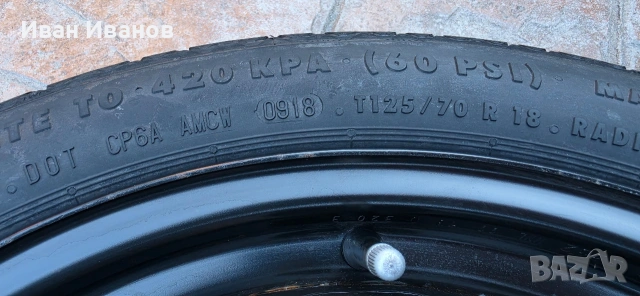 Иван Иванов
TE TO · 420 KPA · (60 PSI)
· DOT CP6A AMCW 0918 · T125/70 R 18 · RADI
BAZAR